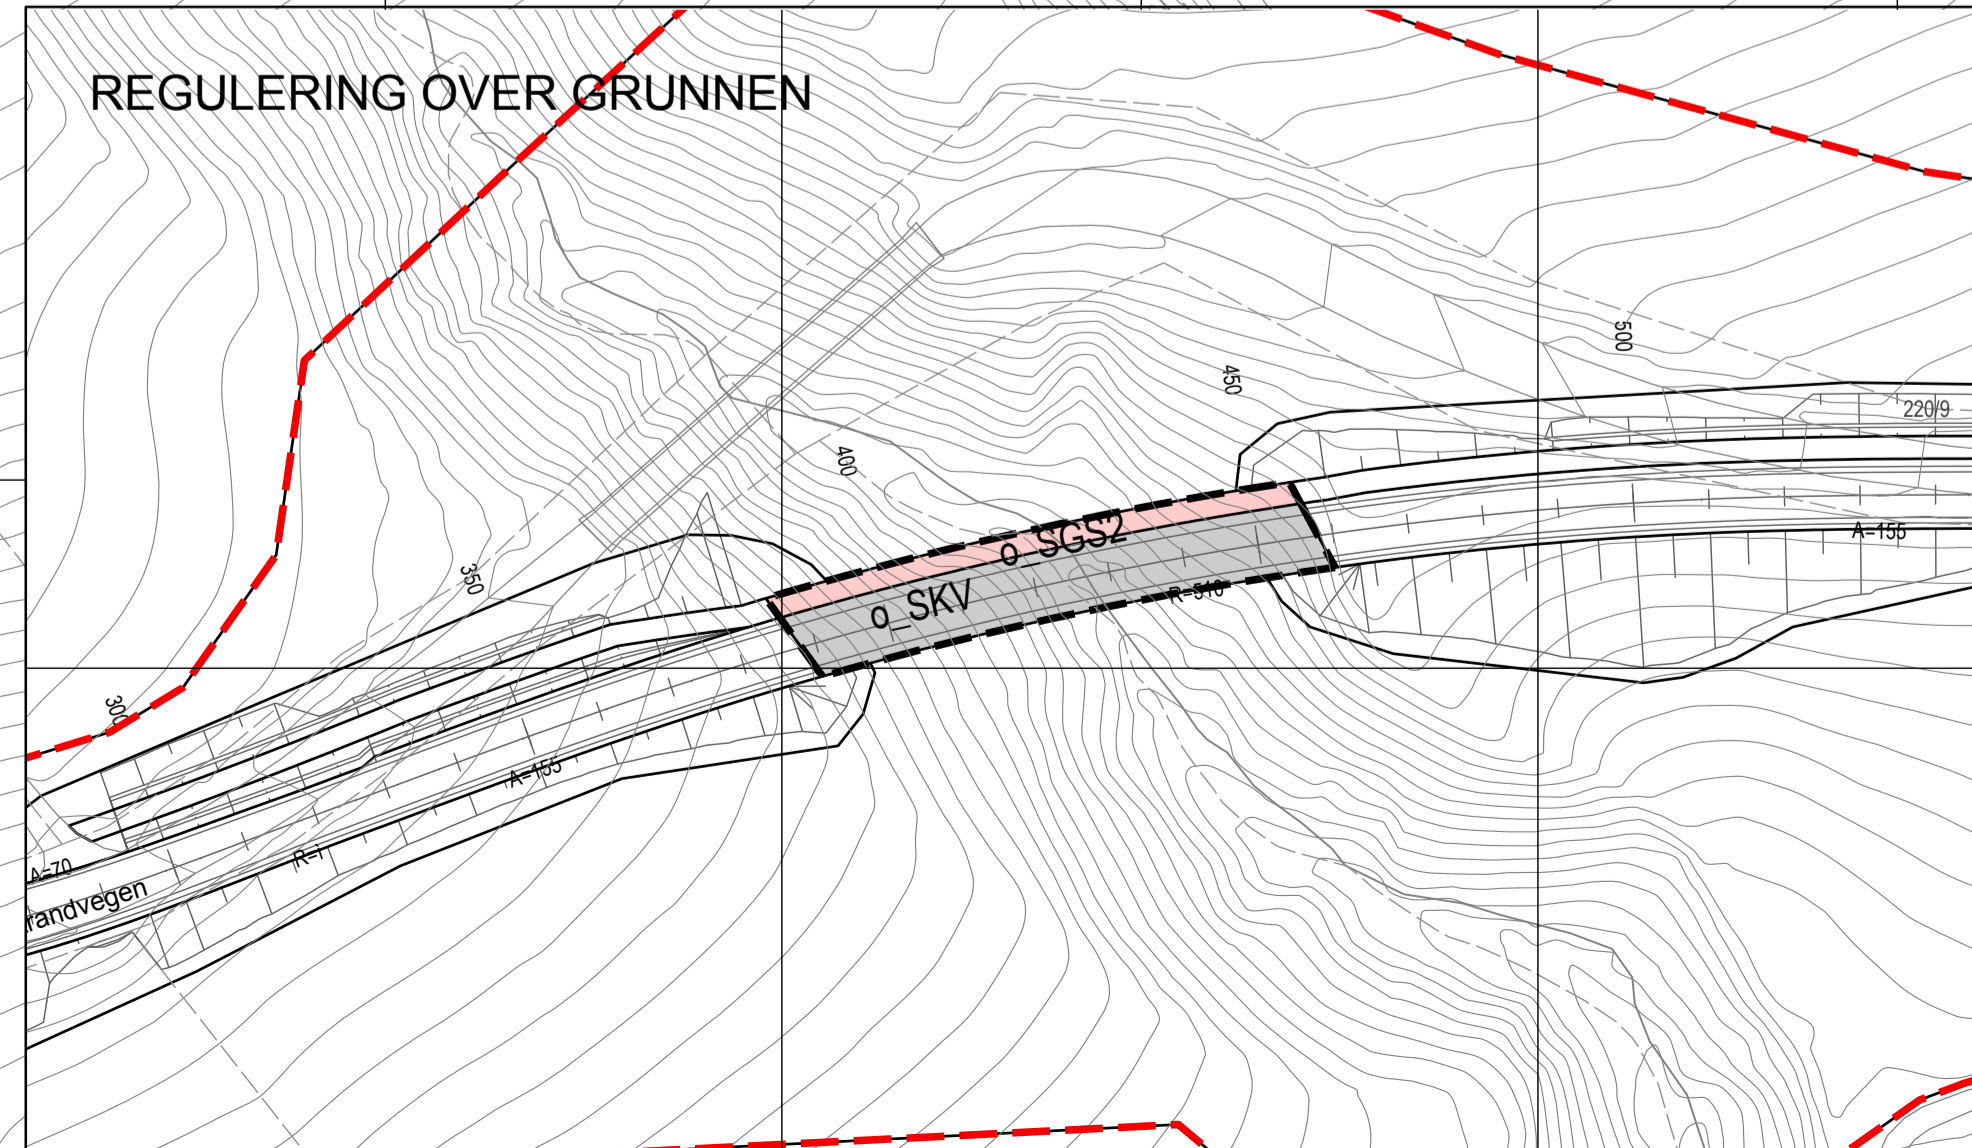 REGULERING OVER GRUNNEN
500
450
220/9
400
A=155
o_SGS2
350
R=510
o_SKV
300
A=155
A=70
randvegen